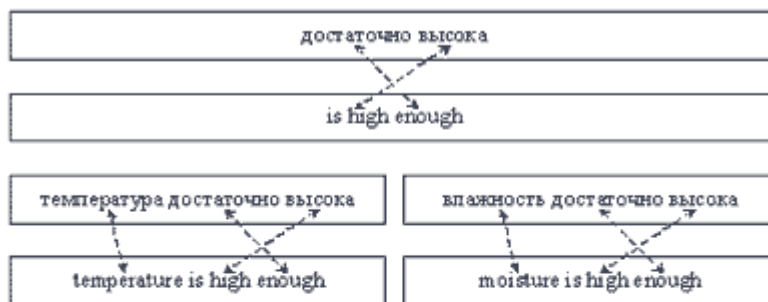 достаточно высока
is high enough
температура достаточно высока
влажность достаточно высока
temperature is high enough
moisture is high enough